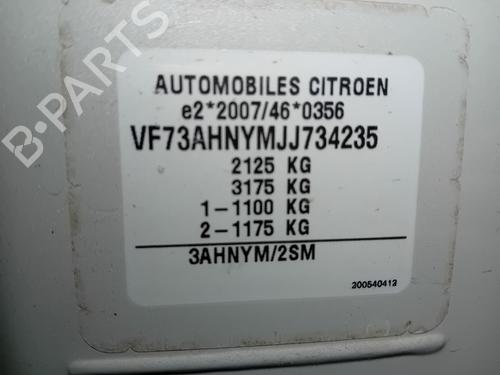 AUTOMOBILES CITROEN
e2*2007/46*0356
VF73AHNYMJJ734235
2125 KG
3175 KG
1-1100 KG
2-1175 KG
3AHNYM/2SM
200540412
B-PARTS